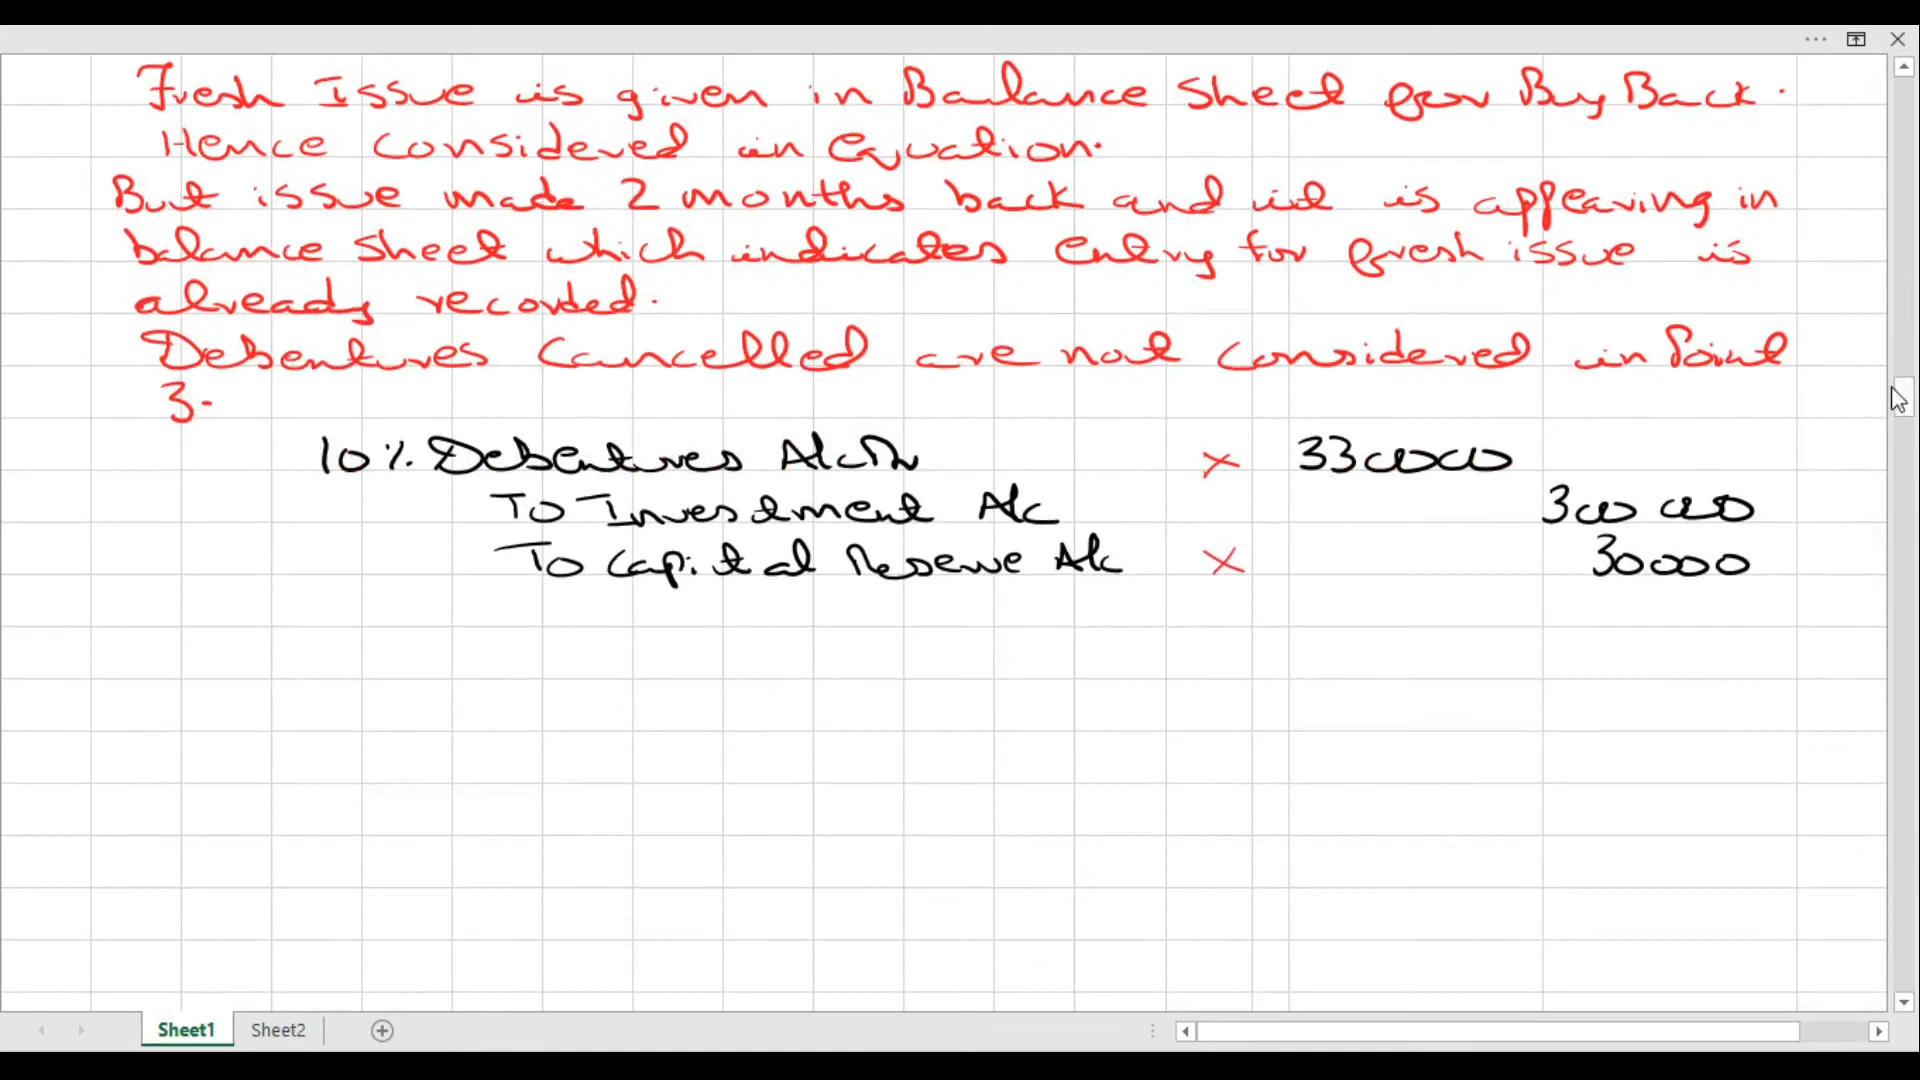 Fresh Issue is given in Balance Sheet for Buy Back.
Hence considered in equation.
But issue made 2 months back and it is appearing in
balance sheet which indicates entry for fresh issue is
already recorded.
Debentures Cancelled are not considered in Point
3.
10% Debentures A/c Dr X 330000
To Investment A/c 300 000
To Capital Reserve A/c X 30000
Sheet1 Sheet2